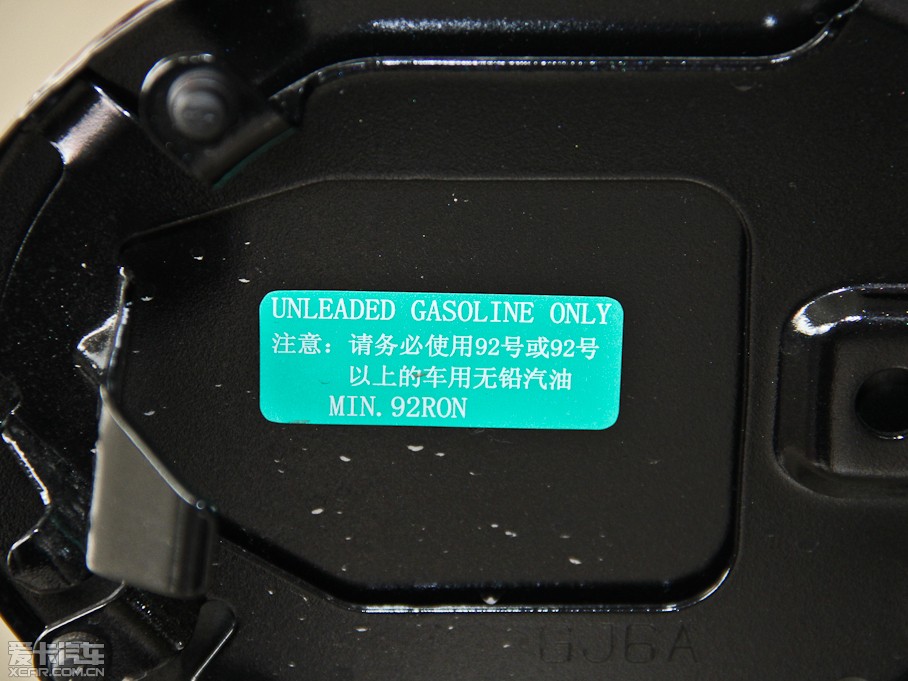 UNLEADED GASOLINE ONLY
注意：请务必使用92号或92号
以上的车用无铅汽油
MIN.92RON
GJ6A
爱卡汽车
XCAR.COM.CN